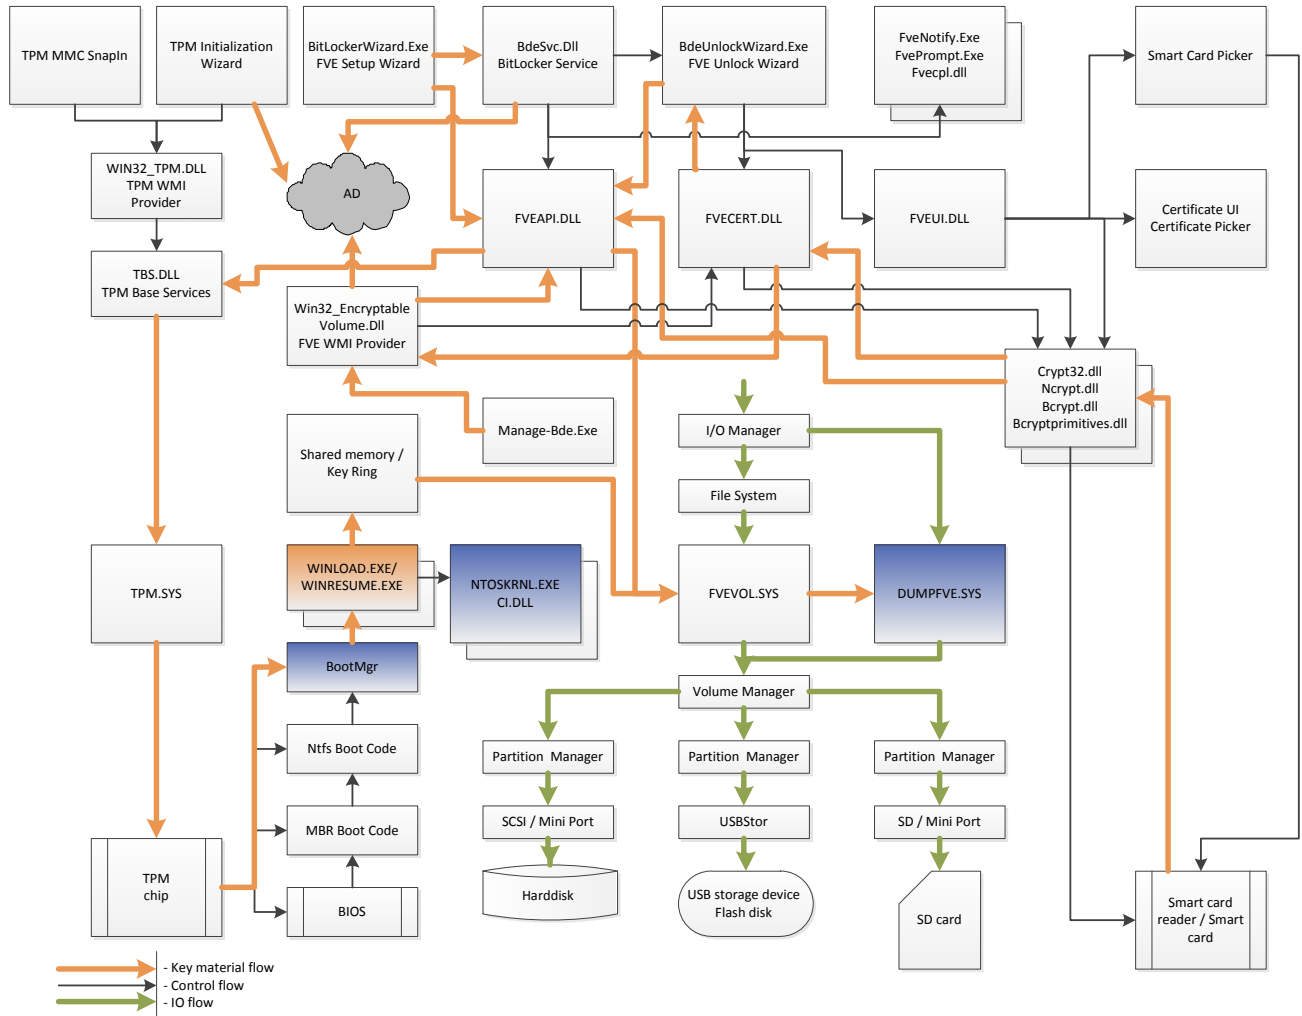 TPM MMC SnapIn
TPM Initialization
Wizard
BitLockerWizard.Exe
FVE Setup Wizard
BdeSvc.Dll
BitLocker Service
BdeUnlockWizard.Exe
FVE Unlock Wizard
FveNotify.Exe
FvePrompt.Exe
Fvecpl.dll
Smart Card Picker
WIN32_TPM.DLL
TPM WMI
Provider
AD
FVEAPI.DLL
FVECERT.DLL
FVEUI.DLL
Certificate UI
Certificate Picker
TBS.DLL
TPM Base Services
Win32_Encryptable
Volume.Dll
FVE WMI Provider
Crypt32.dll
Ncrypt.dll
Bcrypt.dll
Bcryptprimitives.dll
Manage-Bde.Exe
I/O Manager
Shared memory /
Key Ring
File System
TPM.SYS
WINLOAD.EXE/
WINRESUME.EXE
NTOSKRNL.EXE
CI.DLL
FVEVOL.SYS
DUMPFVE.SYS
BootMgr
Volume Manager
Ntfs Boot Code
Partition Manager
Partition Manager
Partition Manager
MBR Boot Code
SCSI / Mini Port
USBStor
SD / Mini Port
TPM
chip
BIOS
Harddisk
USB storage device
Flash disk
SD card
Smart card
reader / Smart
card
- Key material flow
- Control flow
- IO flow